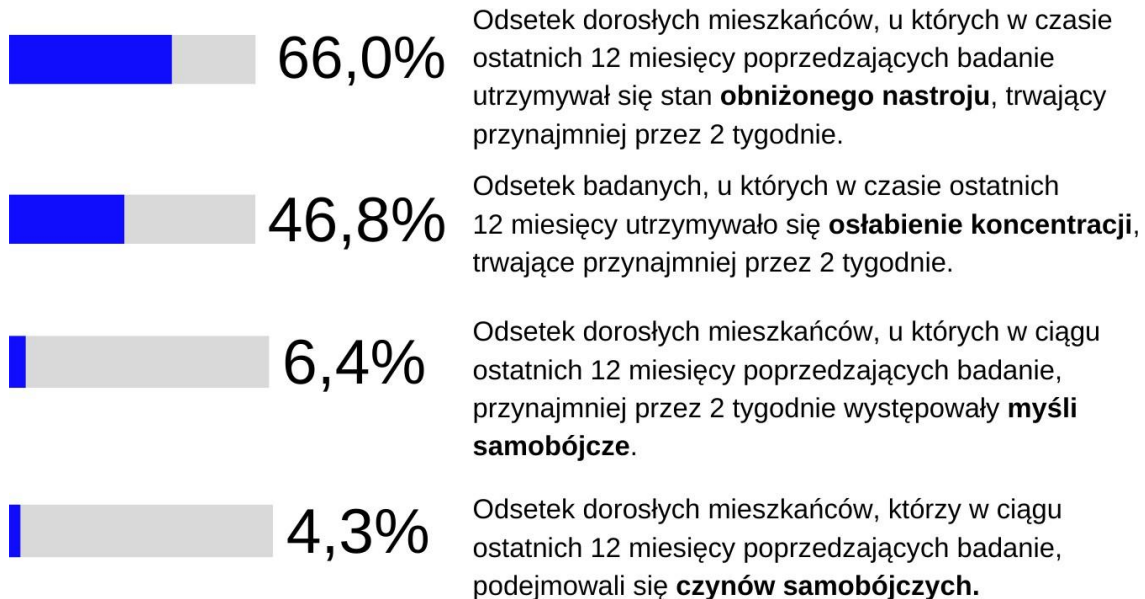 66,0%
Odsetek dorosłych mieszkańców, u których w czasie
ostatnich 12 miesięcy poprzedzających badanie
utrzymywał się stan obniżonego nastroju, trwający
przynajmniej przez 2 tygodnie.
46,8%
Odsetek badanych, u których w czasie ostatnich
12 miesięcy utrzymywało się osłabienie koncentracji,
trwające przynajmniej przez 2 tygodnie.
6,4%
Odsetek dorosłych mieszkańców, u których w ciągu
ostatnich 12 miesięcy poprzedzających badanie,
przynajmniej przez 2 tygodnie występowały myśli
samobójcze.
4,3%
Odsetek dorosłych mieszkańców, którzy w ciągu
ostatnich 12 miesięcy poprzedzających badanie,
podejmowali się czynów samobójczych.